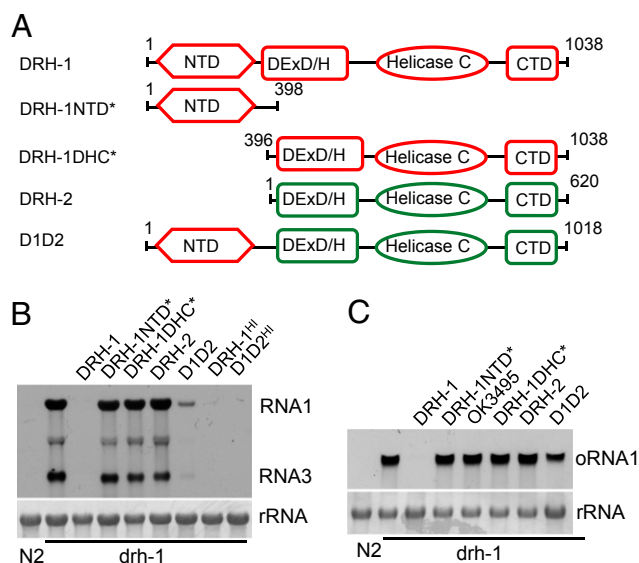 A
DRH-1 1 NTD DExD/H Helicase C CTD 1038
DRH-1NTD* 1 NTD 398
DRH-1DHC* 396 DExD/H Helicase C CTD 1038
DRH-2 1 DExD/H Helicase C CTD 620
D1D2 1 NTD DExD/H Helicase C CTD 1018
B
DRH-1
DRH-1NTD*
DRH-1DHC*
DRH-2
D1D2
DRH-1HI
D1D2HI
RNA1
RNA3
rRNA
N2 drh-1
C
DRH-1
DRH-1NTD*
OK3495
DRH-1DHC*
DRH-2
D1D2
oRNA1
rRNA
N2 drh-1